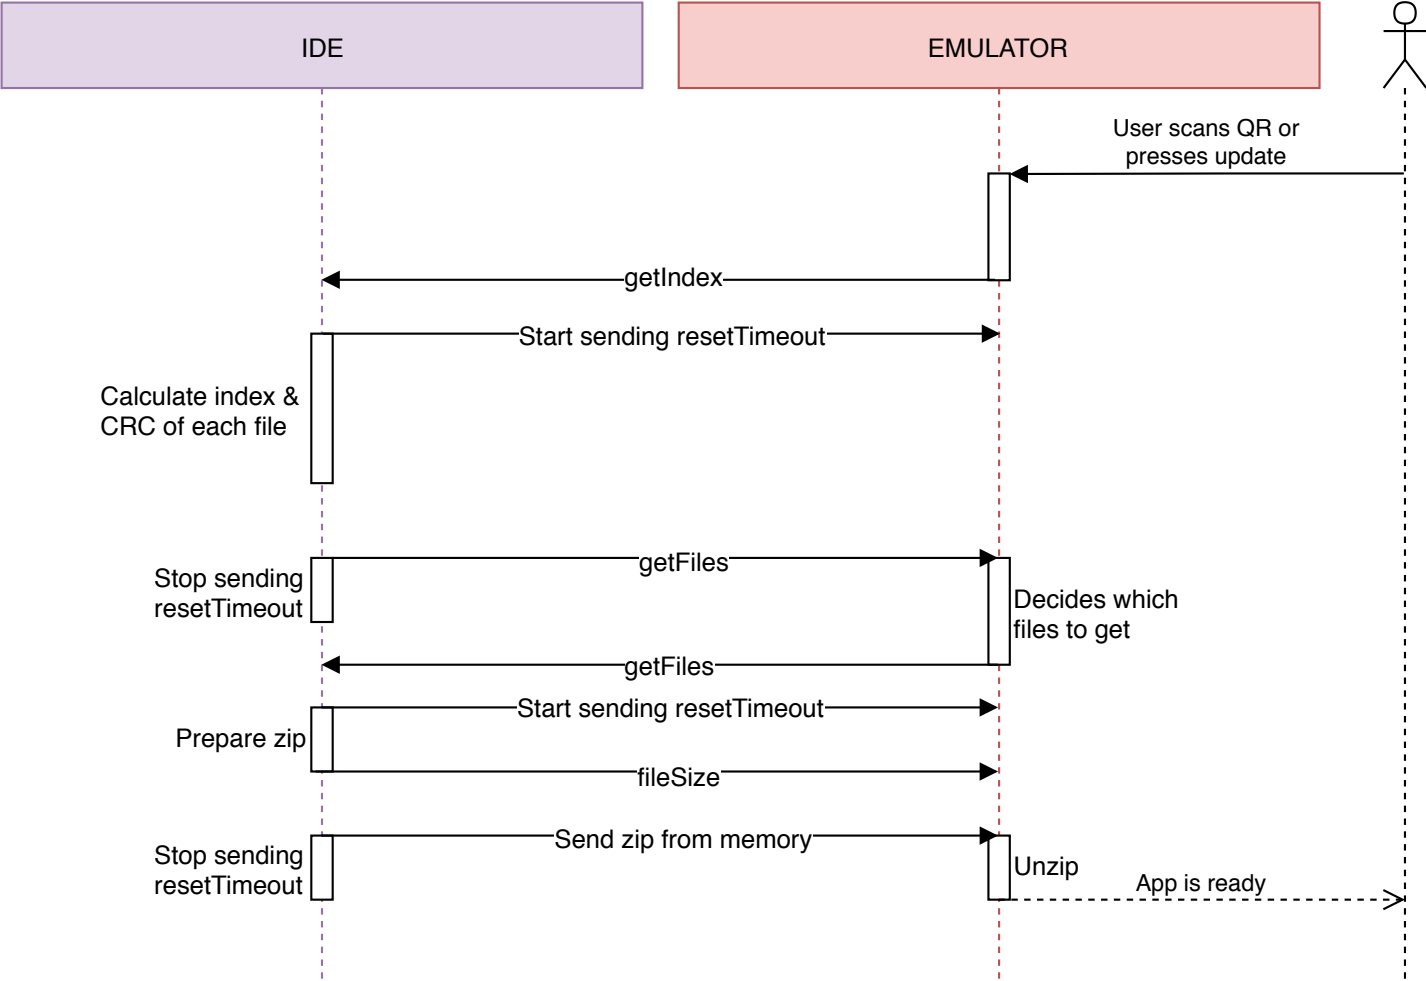 IDE
EMULATOR
User scans QR or
presses update
getIndex
Start sending resetTimeout
Calculate index &
CRC of each file
getFiles
Stop sending
resetTimeout
Decides which
files to get
getFiles
Start sending resetTimeout
Prepare zip
fileSize
Send zip from memory
Stop sending
resetTimeout
Unzip
App is ready